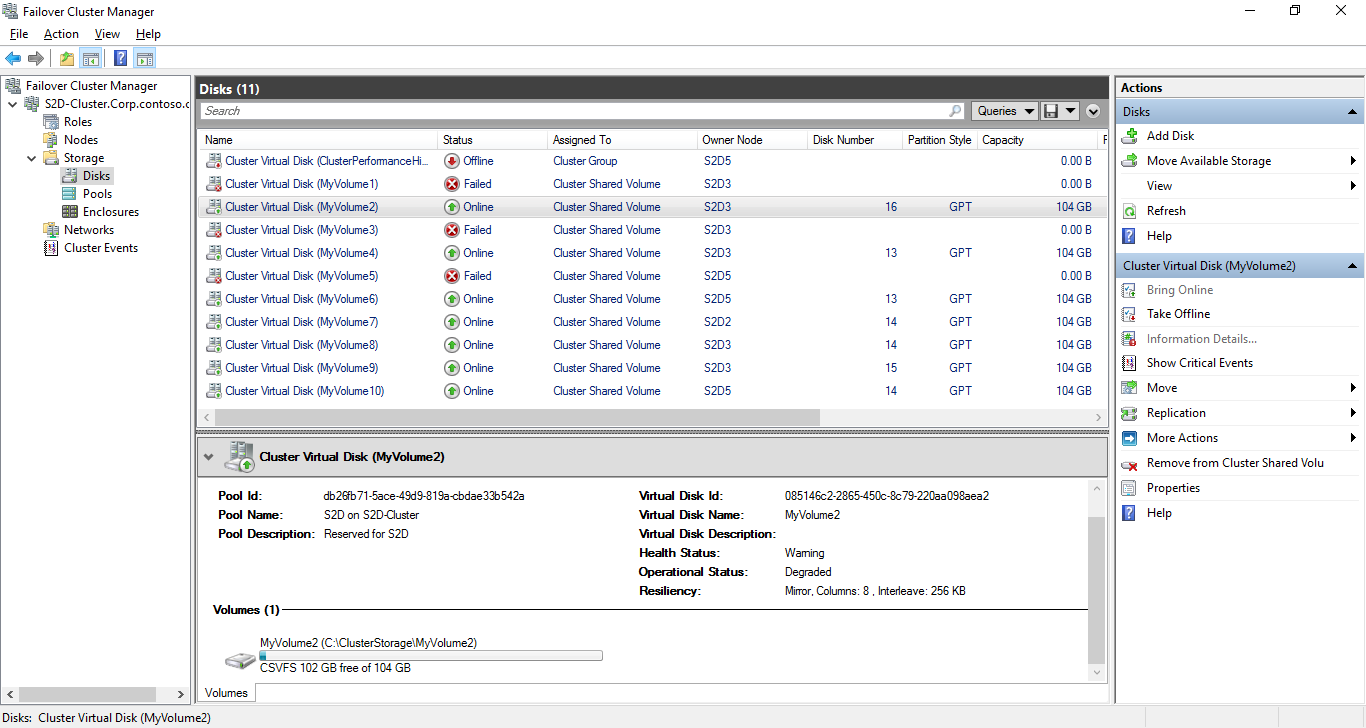 Failover Cluster Manager
File Action View Help
Failover Cluster Manager
S2D-Cluster.Corp.contoso.c
Roles
Nodes
Storage
Disks
Pools
Enclosures
Networks
Cluster Events
Disks (11)
Search
Queries
Name Status Assigned To Owner Node Disk Number Partition Style Capacity F
Cluster Virtual Disk (ClusterPerformanceHi... Offline Cluster Group S2D5 0.00 B
Cluster Virtual Disk (MyVolume1) Failed Cluster Shared Volume S2D3 0.00 B
Cluster Virtual Disk (MyVolume2) Online Cluster Shared Volume S2D3 16 GPT 104 GB
Cluster Virtual Disk (MyVolume3) Failed Cluster Shared Volume S2D3 0.00 B
Cluster Virtual Disk (MyVolume4) Online Cluster Shared Volume S2D3 13 GPT 104 GB
Cluster Virtual Disk (MyVolume5) Failed Cluster Shared Volume S2D5 0.00 B
Cluster Virtual Disk (MyVolume6) Online Cluster Shared Volume S2D5 13 GPT 104 GB
Cluster Virtual Disk (MyVolume7) Online Cluster Shared Volume S2D2 14 GPT 104 GB
Cluster Virtual Disk (MyVolume8) Online Cluster Shared Volume S2D3 14 GPT 104 GB
Cluster Virtual Disk (MyVolume9) Online Cluster Shared Volume S2D3 15 GPT 104 GB
Cluster Virtual Disk (MyVolume10) Online Cluster Shared Volume S2D5 14 GPT 104 GB
Cluster Virtual Disk (MyVolume2)
Pool Id: db26fb71-5ace-49d9-819a-cbdae33b542a
Pool Name: S2D on S2D-Cluster
Pool Description: Reserved for S2D
Virtual Disk Id: 085146c2-2865-450c-8c79-220aa098aea2
Virtual Disk Name: MyVolume2
Virtual Disk Description:
Health Status: Warning
Operational Status: Degraded
Resiliency: Mirror, Columns: 8 , Interleave: 256 KB
Volumes (1)
MyVolume2 (C:\ClusterStorage\MyVolume2)
CSVFS 102 GB free of 104 GB
Volumes
Actions
Disks
Add Disk
Move Available Storage
View
Refresh
Help
Cluster Virtual Disk (MyVolume2)
Bring Online
Take Offline
Information Details...
Show Critical Events
Move
Replication
More Actions
Remove from Cluster Shared Volu
Properties
Help
Disks: Cluster Virtual Disk (MyVolume2)